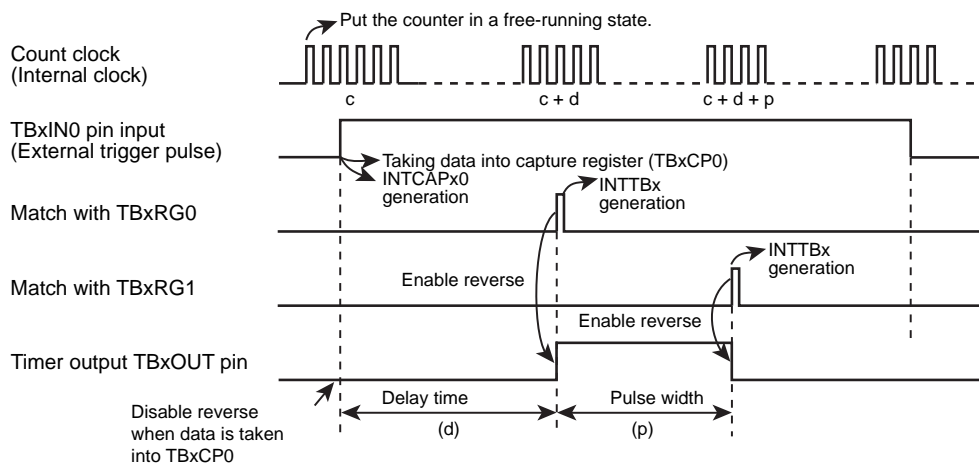 Put the counter in a free-running state.
Count clock
(Internal clock)
c
c + d
c + d + p
TBxIN0 pin input
(External trigger pulse)
Taking data into capture register (TBxCP0)
INTCAPx0
generation
INTTBx
generation
Match with TBxRG0
INTTBx
generation
Enable reverse
Match with TBxRG1
Enable reverse
Timer output TBxOUT pin
Disable reverse
when data is taken
into TBxCP0
Delay time
(d)
Pulse width
(p)